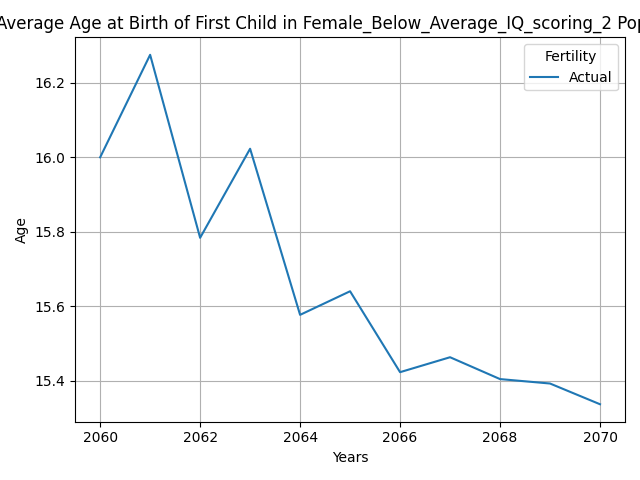 Average Age at Birth of First Child in Female_Below_Average_IQ_scoring_2
Fertility
Actual
16.2
16.0
15.8
15.6
15.4
Age
2060 2062 2064 2066 2068 2070
Years